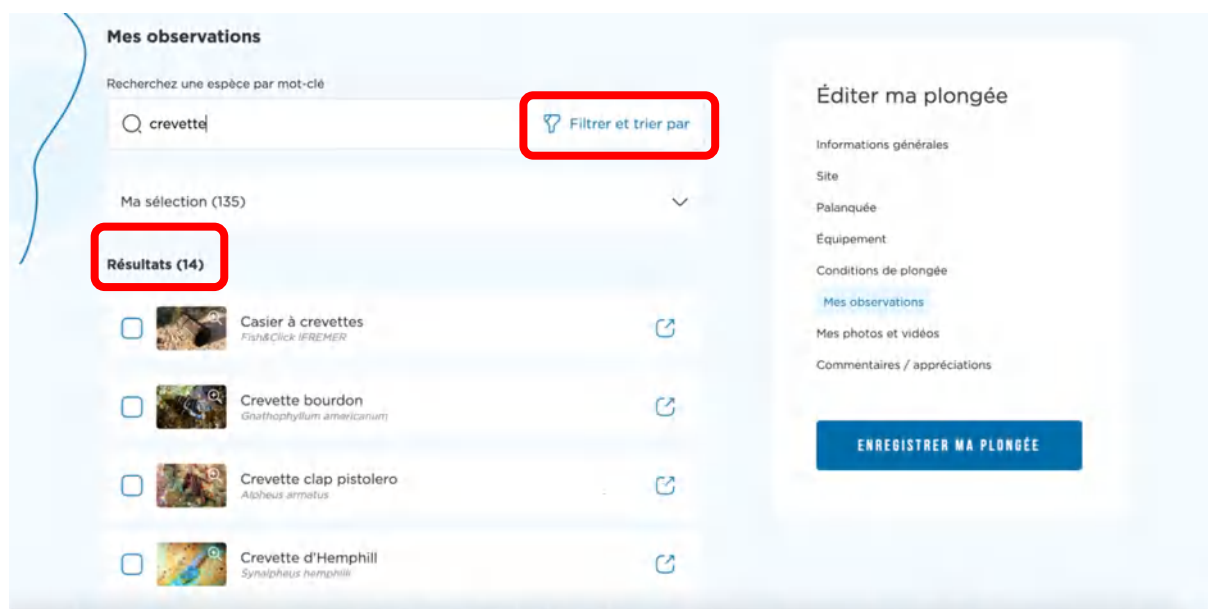 Mes observations
Recherchez une espèce par mot-clé
crevette
Filtrer et trier par
Ma sélection (135)
Résultats (14)
Casier à crevettes
Fish&Click IFREMER
Crevette bourdon
Gnathophyllum americanum
Crevette clap pistolero
Alpheus armatus
Crevette d'Hemphill
Synalpheus hemphilli
Éditer ma plongée
Informations générales
Site
Palanquée
Équipement
Conditions de plongée
Mes observations
Mes photos et vidéos
Commentaires / appréciations
ENREGISTRER MA PLONGÉE